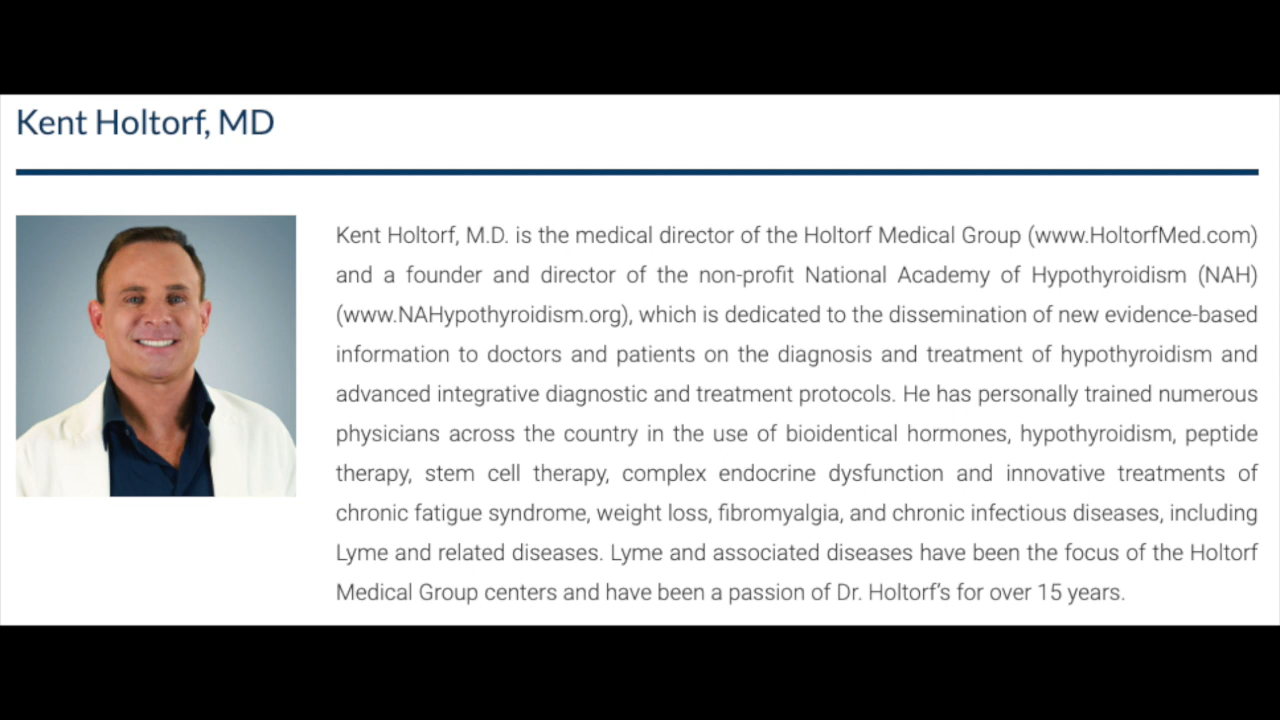 Kent Holtorf, MD
Kent Holtorf, M.D. is the medical director of the Holtorf Medical Group (www.HoltorfMed.com)
and a founder and director of the non-profit National Academy of Hypothyroidism (NAH)
(www.NAHypothyroidism.org), which is dedicated to the dissemination of new evidence-based
information to doctors and patients on the diagnosis and treatment of hypothyroidism and
advanced integrative diagnostic and treatment protocols. He has personally trained numerous
physicians across the country in the use of bioidentical hormones, hypothyroidism, peptide
therapy, stem cell therapy, complex endocrine dysfunction and innovative treatments of
chronic fatigue syndrome, weight loss, fibromyalgia, and chronic infectious diseases, including
Lyme and related diseases. Lyme and associated diseases have been the focus of the Holtorf
Medical Group centers and have been a passion of Dr. Holtorf's for over 15 years.